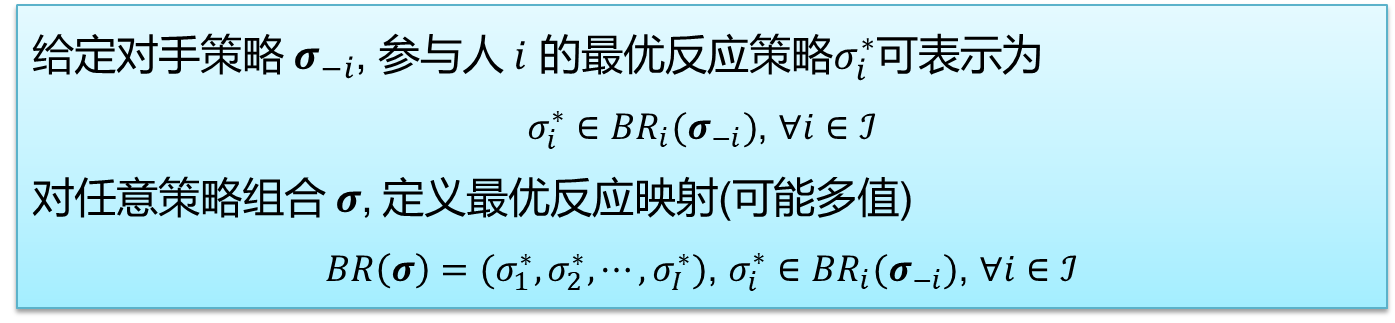 给定对手策略 𝝈₋ᵢ, 参与人 𝑖 的最优反应策略𝜎ᵢ*可表示为
𝜎ᵢ* ∈ 𝐵𝑅ᵢ(𝝈₋ᵢ), ∀𝑖 ∈ ℐ
对任意策略组合 𝝈, 定义最优反应映射(可能多值)
𝐵𝑅(𝝈) = (𝜎₁*, 𝜎₂*, ⋯, 𝜎_𝐼*), 𝜎ᵢ* ∈ 𝐵𝑅ᵢ(𝝈₋ᵢ), ∀𝑖 ∈ ℐ